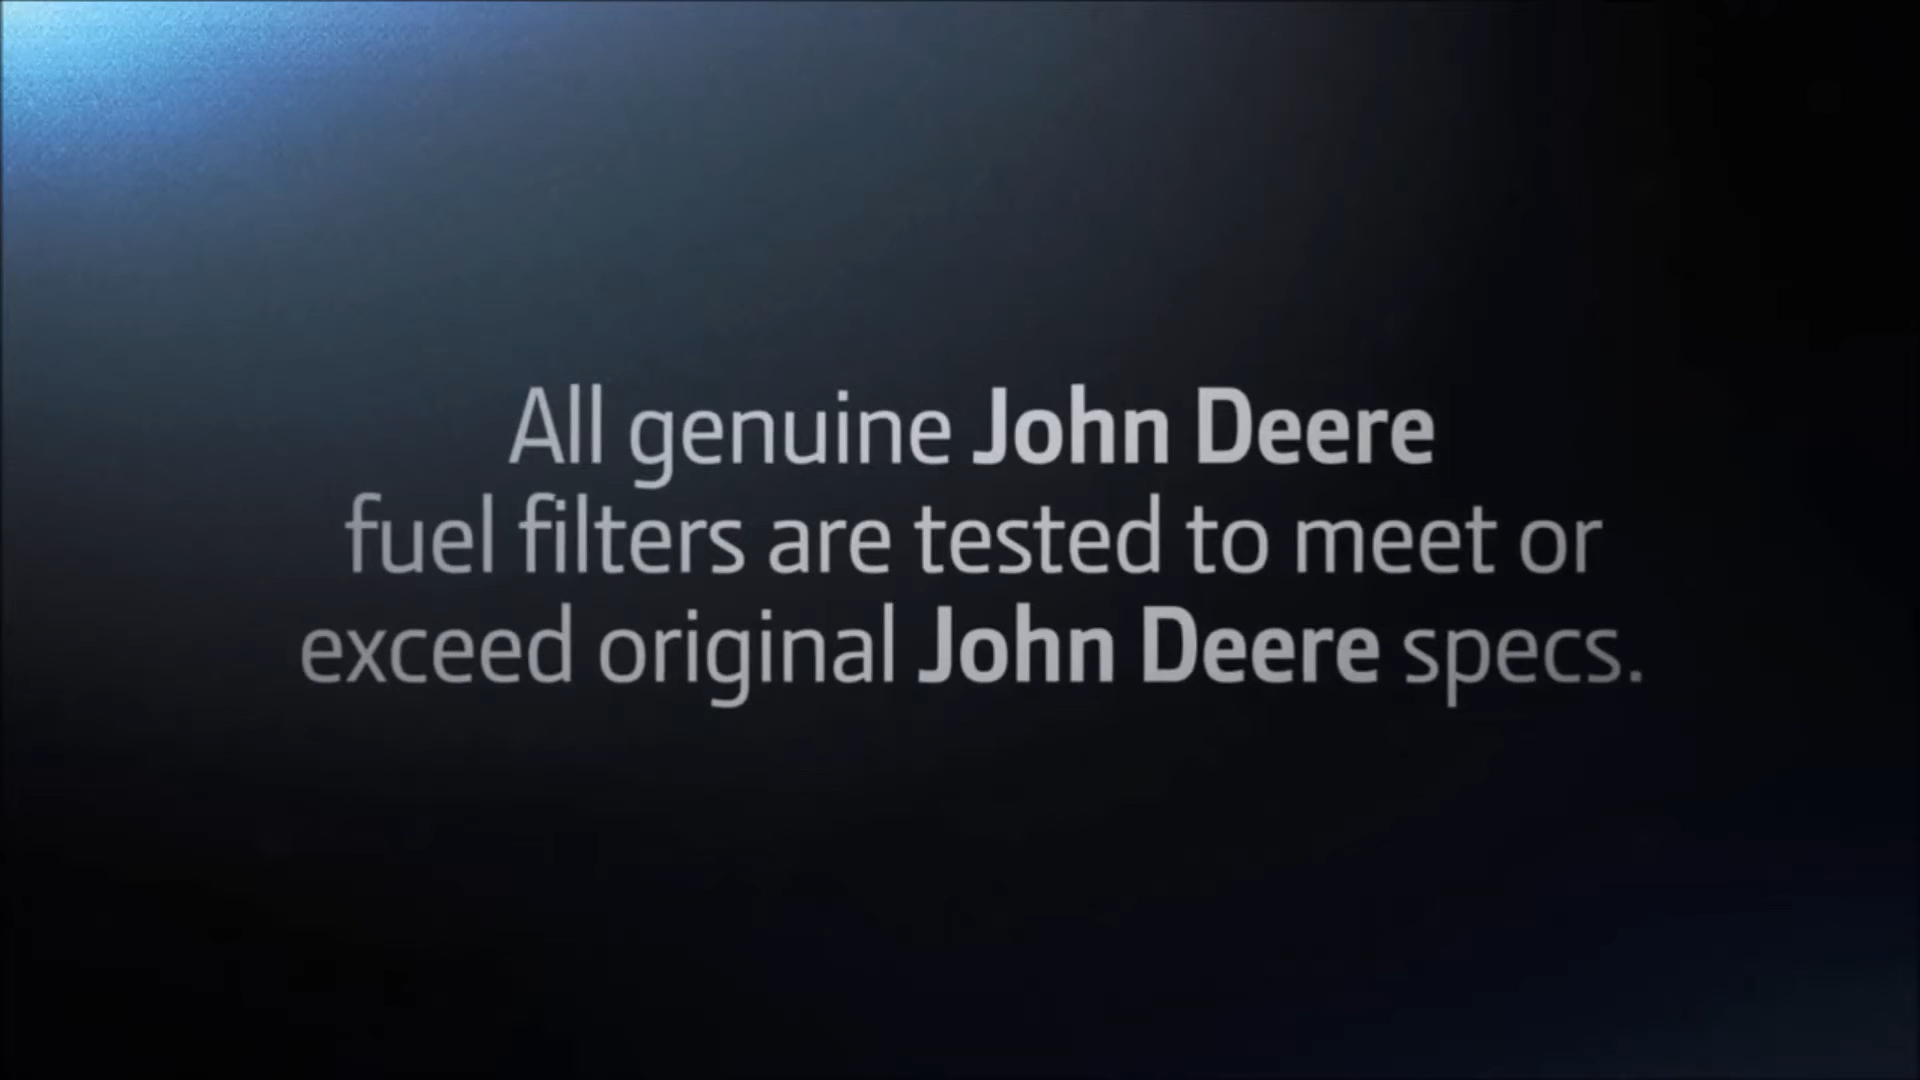 All genuine John Deere
fuel filters are tested to meet or
exceed original John Deere specs.